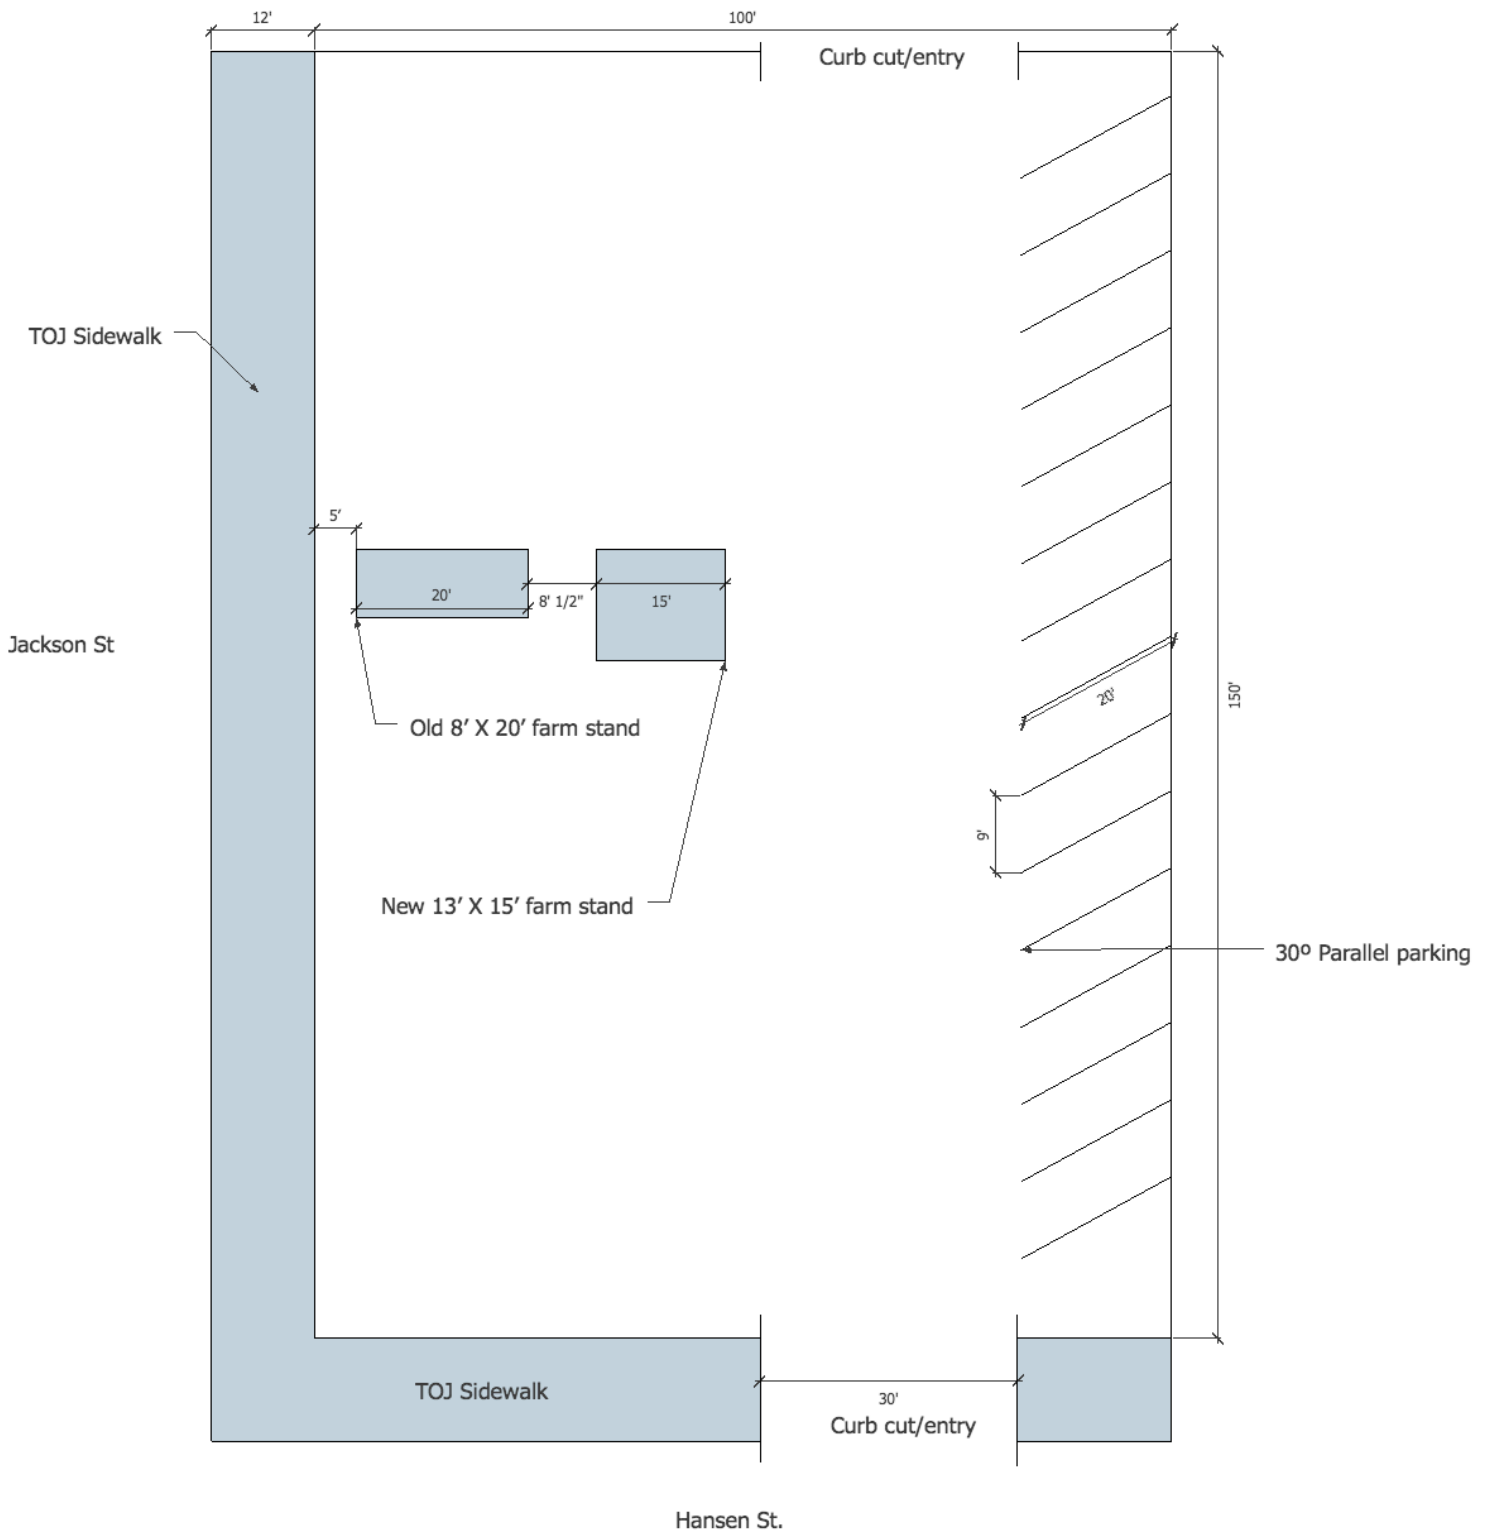 12'
100'
Curb cut/entry
TOJ Sidewalk
5′
20'
8' 1/2"
15'
Jackson St
20'
150'
Old 8′ X 20′ farm stand
9'
New 13′ X 15′ farm stand
30º Parallel parking
TOJ Sidewalk
30'
Curb cut/entry
Hansen St.